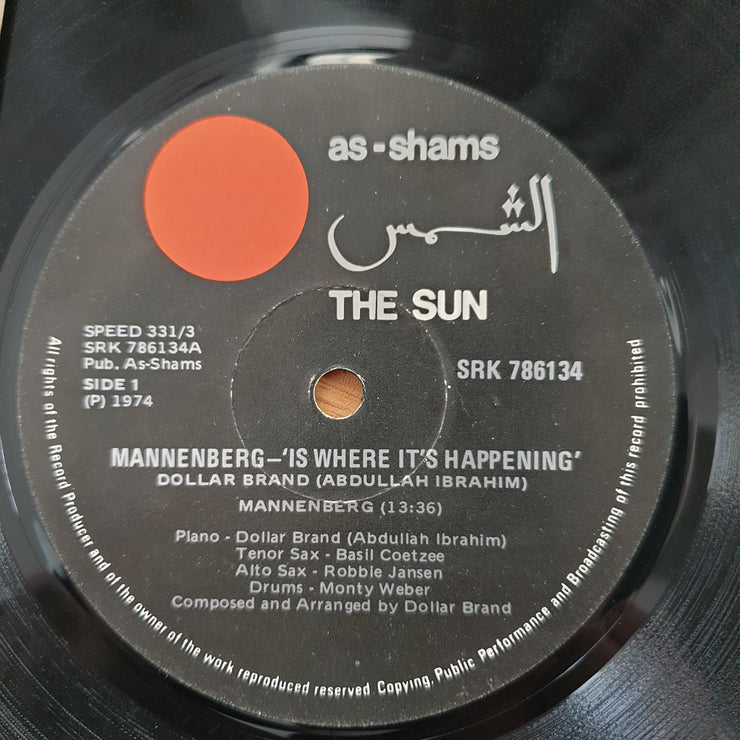 as-shams
الشمس
THE SUN
SPEED 331/3
SRK 786134A
Pub. As-Shams
SIDE 1
(P) 1974
SRK 786134
MANNENBERG—'IS WHERE IT'S HAPPENING'
DOLLAR BRAND (ABDULLAH IBRAHIM)
MANNENBERG (13:36)
Piano - Dollar Brand (Abdullah Ibrahim)
Tenor Sax - Basil Coetzee
Alto Sax - Robbie Jansen
Drums - Monty Weber
Composed and Arranged by Dollar Brand
All rights of the Record Producer and of the owner of the work reproduced reserved Copying, Public Performance and Broadcasting of this record prohibited